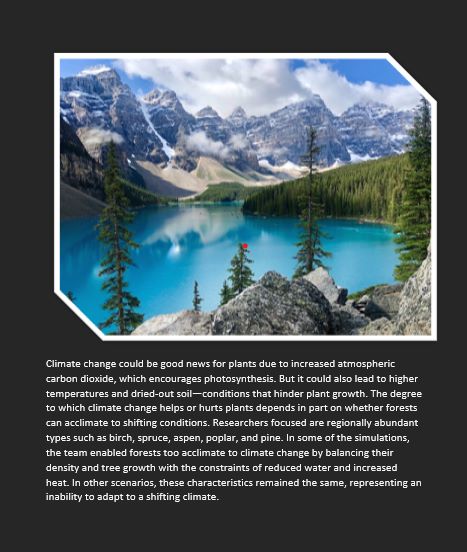 Climate change could be good news for plants due to increased atmospheric
carbon dioxide, which encourages photosynthesis. But it could also lead to higher
temperatures and dried-out soil—conditions that hinder plant growth. The degree
to which climate change helps or hurts plants depends in part on whether forests
can acclimate to shifting conditions. Researchers focused are regionally abundant
types such as birch, spruce, aspen, poplar, and pine. In some of the simulations,
the team enabled forests too acclimate to climate change by balancing their
density and tree growth with the constraints of reduced water and increased
heat. In other scenarios, these characteristics remained the same, representing an
inability to adapt to a shifting climate.